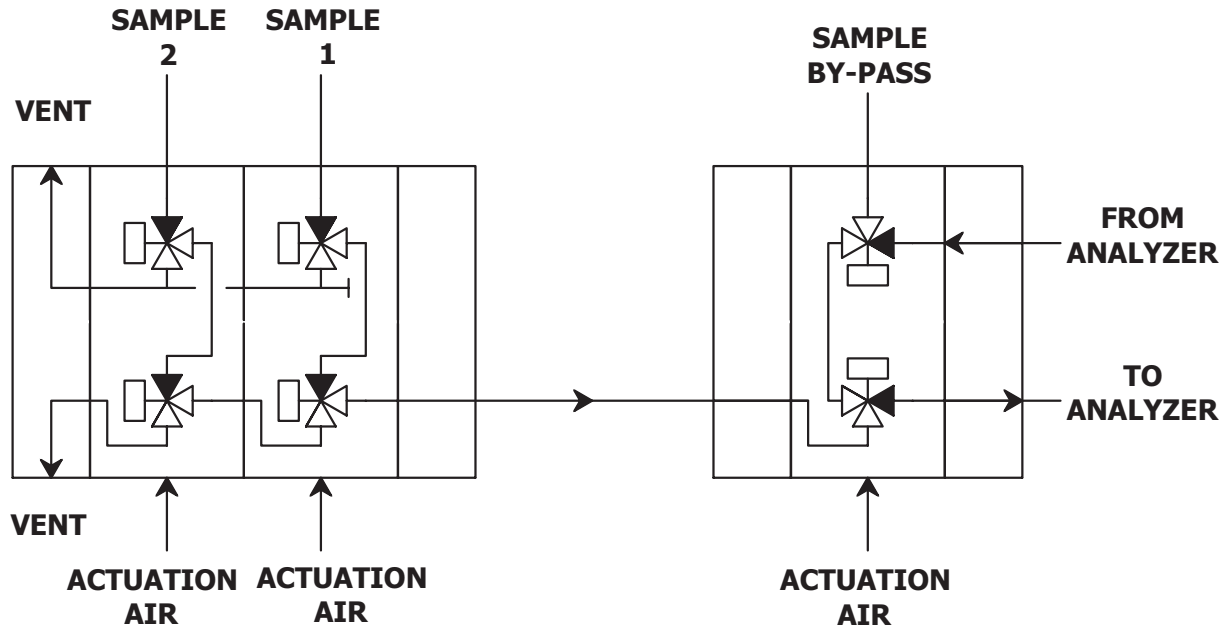 SAMPLE
2
SAMPLE
1
SAMPLE
BY-PASS
VENT
FROM
ANALYZER
TO
ANALYZER
VENT
ACTUATION
AIR
ACTUATION
AIR
ACTUATION
AIR